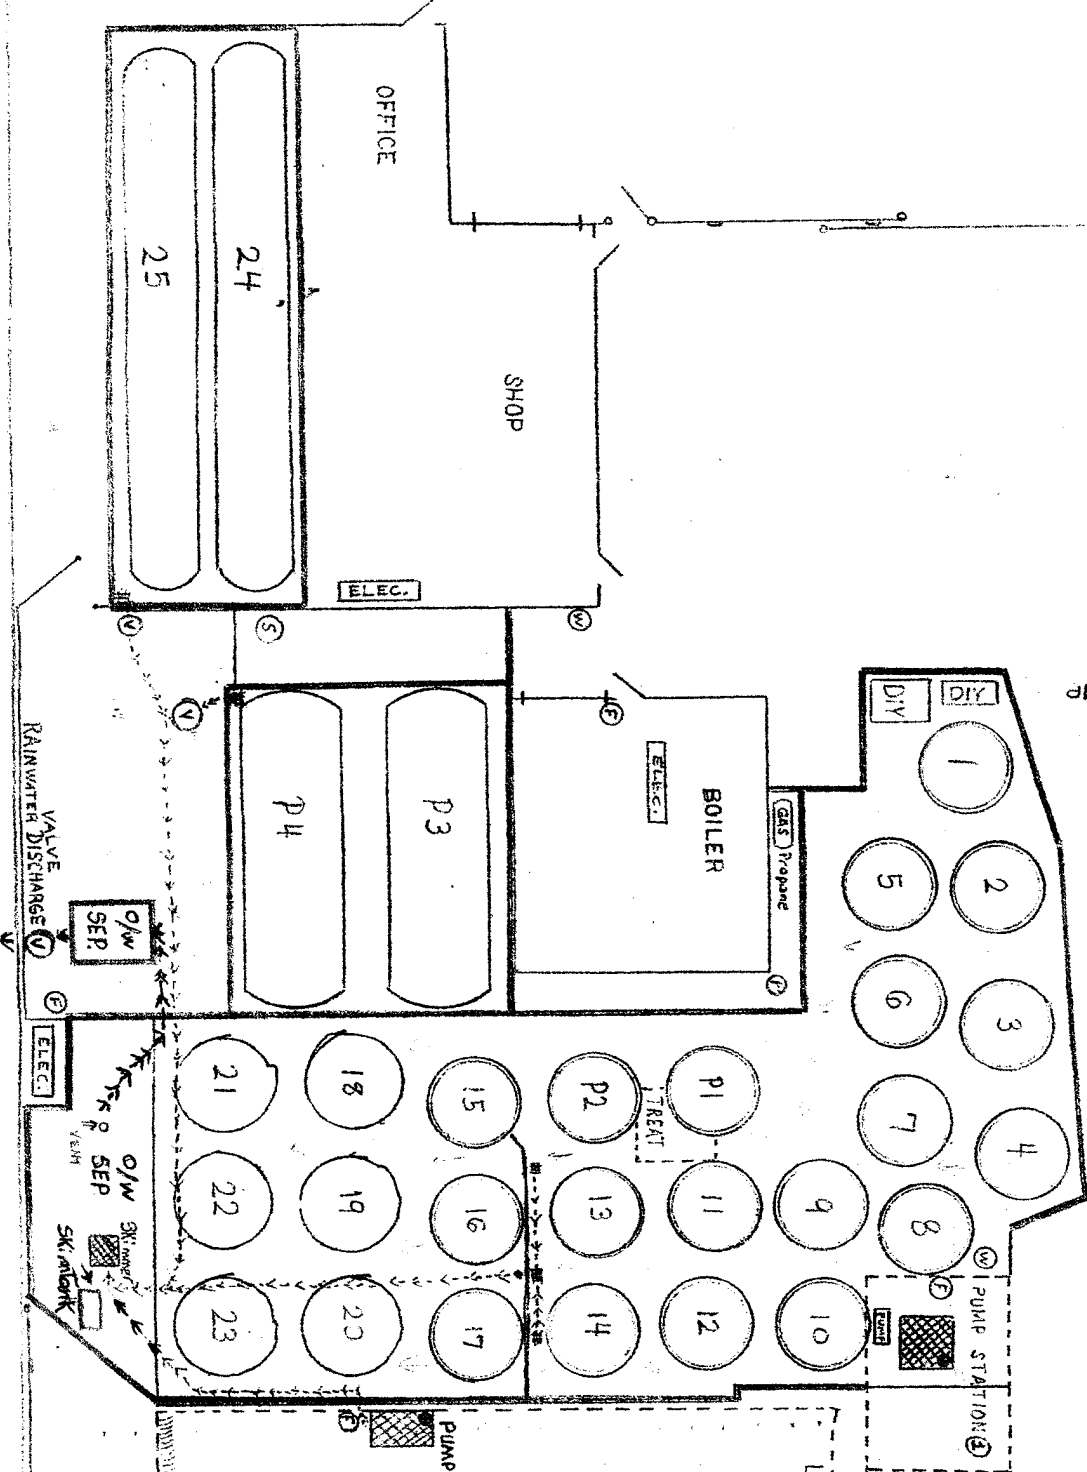 OFFICE
25
24
SHOP
ELEC.
V
S
W
V
F
ELEC.
BOILER
GAS
Propane
DIY
DIY
1
2
3
4
5
6
7
8
9
10
11
12
13
14
15
16
17
18
19
20
21
22
23
P1
P2
TREAT
P3
P4
VALVE
RAINWATER DISCHARGE
V
O/W
SEP.
F
ELEC.
F
VENT
O/W
SEP
Skimmer
W
F
PUMP
PUMP STATION
PUMP